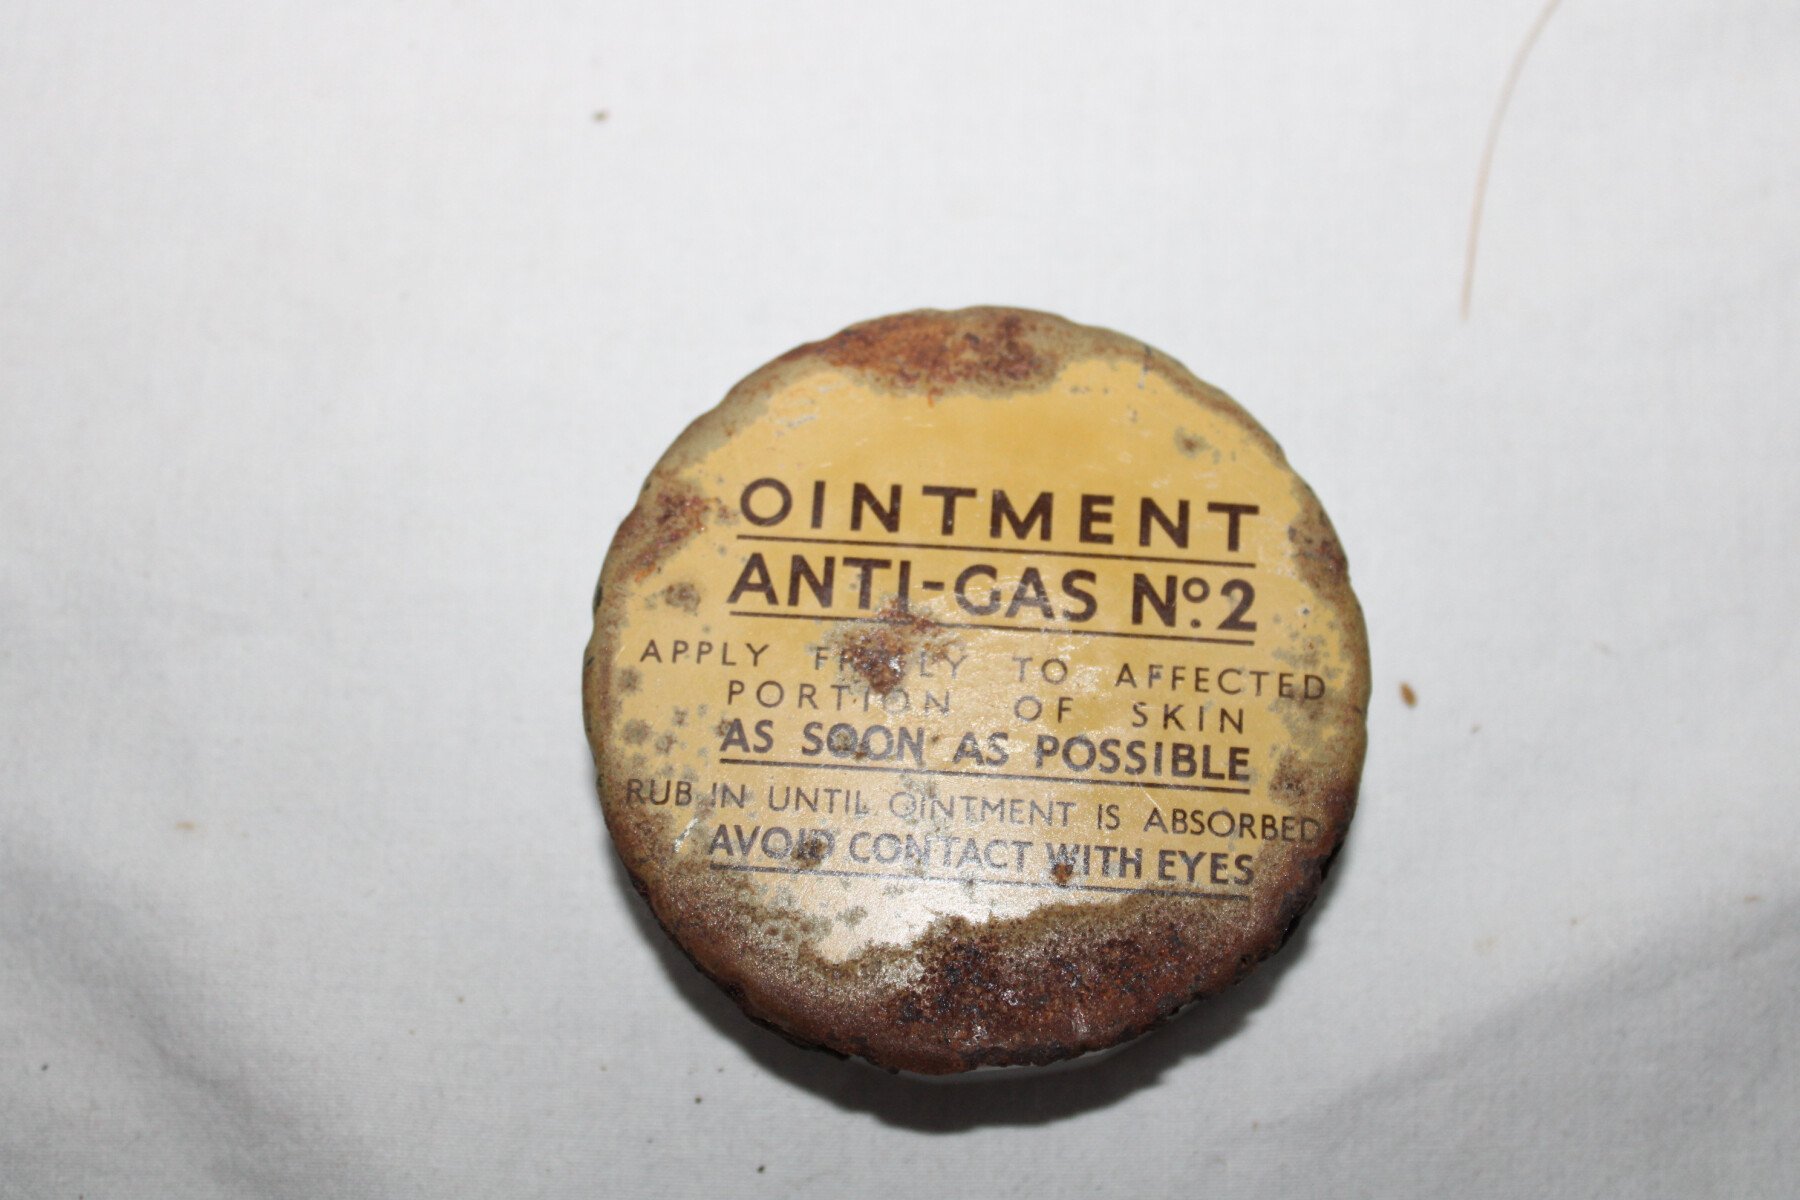 OINTMENT
ANTI-GAS Nº.2
APPLY FREELY TO AFFECTED
PORTION OF SKIN
AS SOON AS POSSIBLE
RUB IN UNTIL OINTMENT IS ABSORBED
AVOID CONTACT WITH EYES